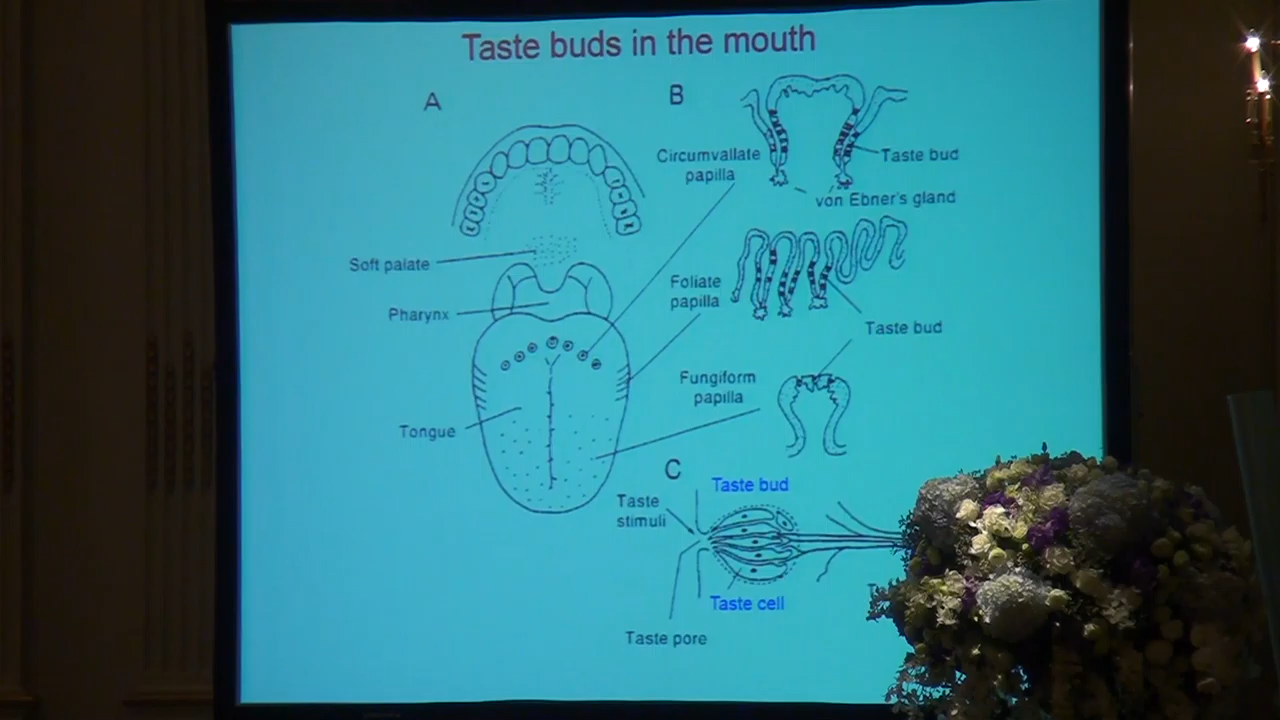 Taste buds in the mouth
A
B
Circumvallate
papilla
Taste bud
von Ebner's gland
Soft palate
Foliate
papilla
Pharynx
Taste bud
Fungiform
papilla
Tongue
C
Taste bud
Taste
stimuli
Taste cell
Taste pore